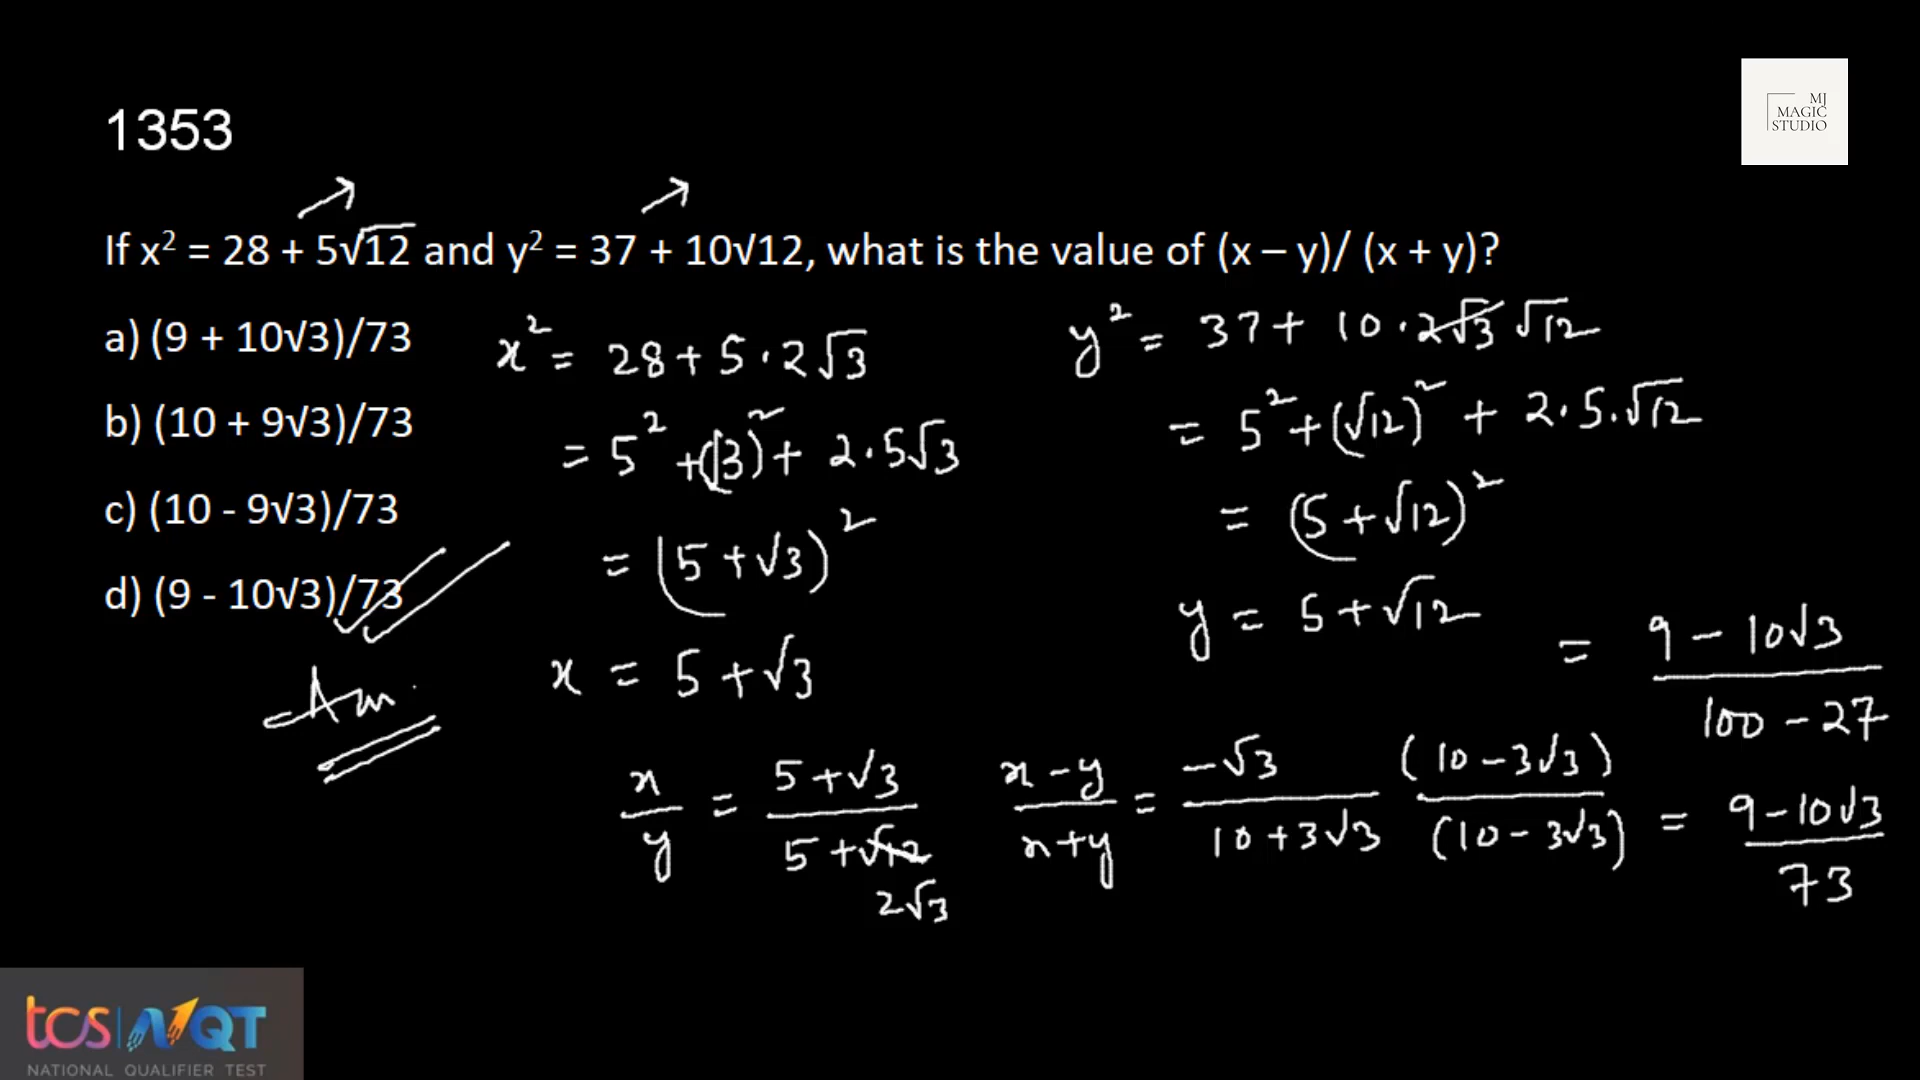 MJ
MAGIC
STUDIO
1353
If x² = 28 + 5√12 and y² = 37 + 10√12, what is the value of (x – y)/ (x + y)?
a) (9 + 10√3)/73
b) (10 + 9√3)/73
c) (10 - 9√3)/73
d) (9 - 10√3)/73
Ans.
x² = 28 + 5 · 2√3
= 5² + (√3)² + 2 · 5√3
= (5 + √3)²
x = 5 + √3
x/y = (5 + √3)/(5 + √12)
2√3
y² = 37 + 10 · 2√3 √12
= 5² + (√12)² + 2 · 5 · √12
= (5 + √12)²
y = 5 + √12
(x - y)/(x + y) = -√3/(10 + 3√3) (10 - 3√3)/(10 - 3√3)
= (9 - 10√3)/(100 - 27)
= (9 - 10√3)/73
tcs | NQT
NATIONAL QUALIFIER TEST